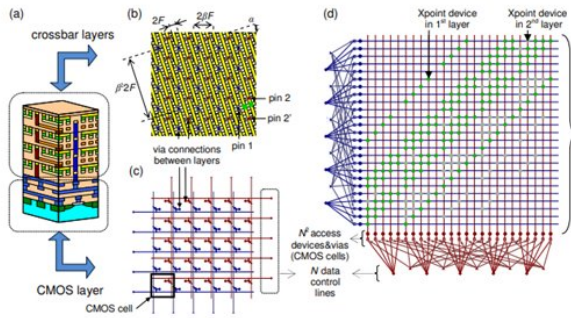 (a)
crossbar layers
CMOS layer
(b)
2F
2βF
α
β²2F
pin 2
pin 2'
pin 1
via connections
between layers
(c)
CMOS cell
(d)
Xpoint device
in 1st layer
Xpoint device
in 2nd layer
N² access
devices&vias
(CMOS cells)
N data
control
lines